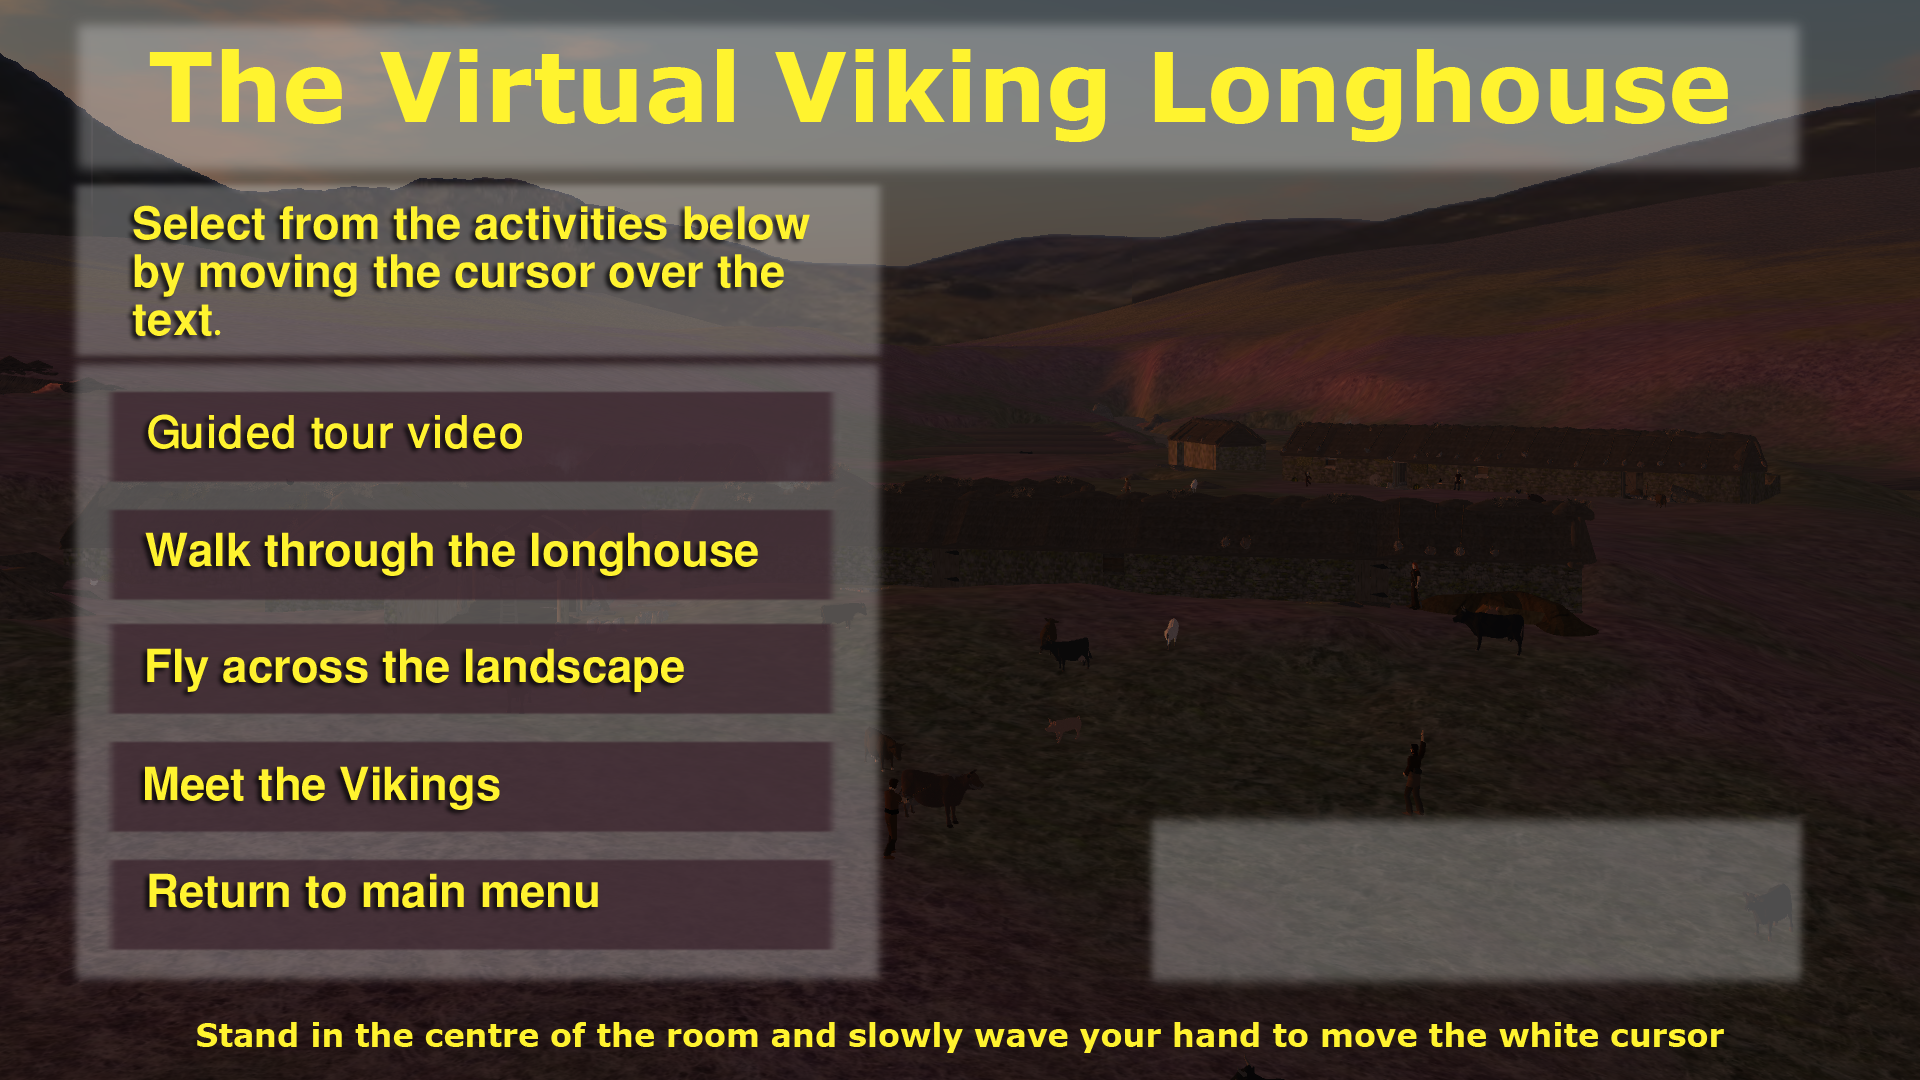 The Virtual Viking Longhouse
Select from the activities below
by moving the cursor over the
text.
Guided tour video
Walk through the longhouse
Fly across the landscape
Meet the Vikings
Return to main menu
Stand in the centre of the room and slowly wave your hand to move the white cursor